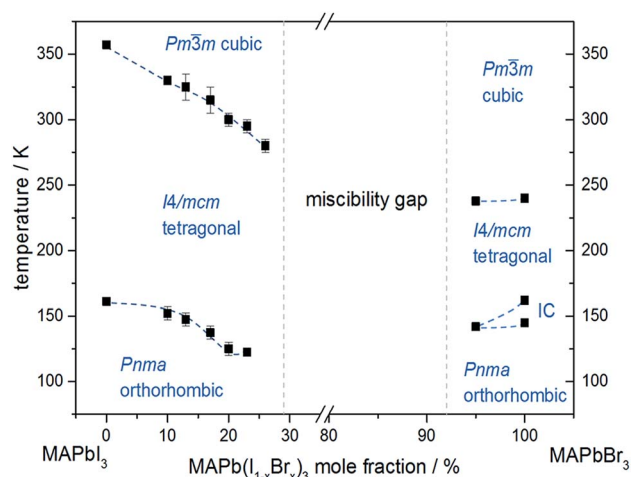 Pm3̅m cubic
Pm3̅m
cubic
350
300
250
200
150
100
350
300
250
200
150
100
temperature / K
I4/mcm
tetragonal
miscibility gap
I4/mcm
tetragonal
IC
Pnma
orthorhombic
Pnma
orthorhombic
0
10
20
30
80
90
100
MAPbI₃
MAPb(I₁₋ₓBrₓ)₃ mole fraction / %
MAPbBr₃